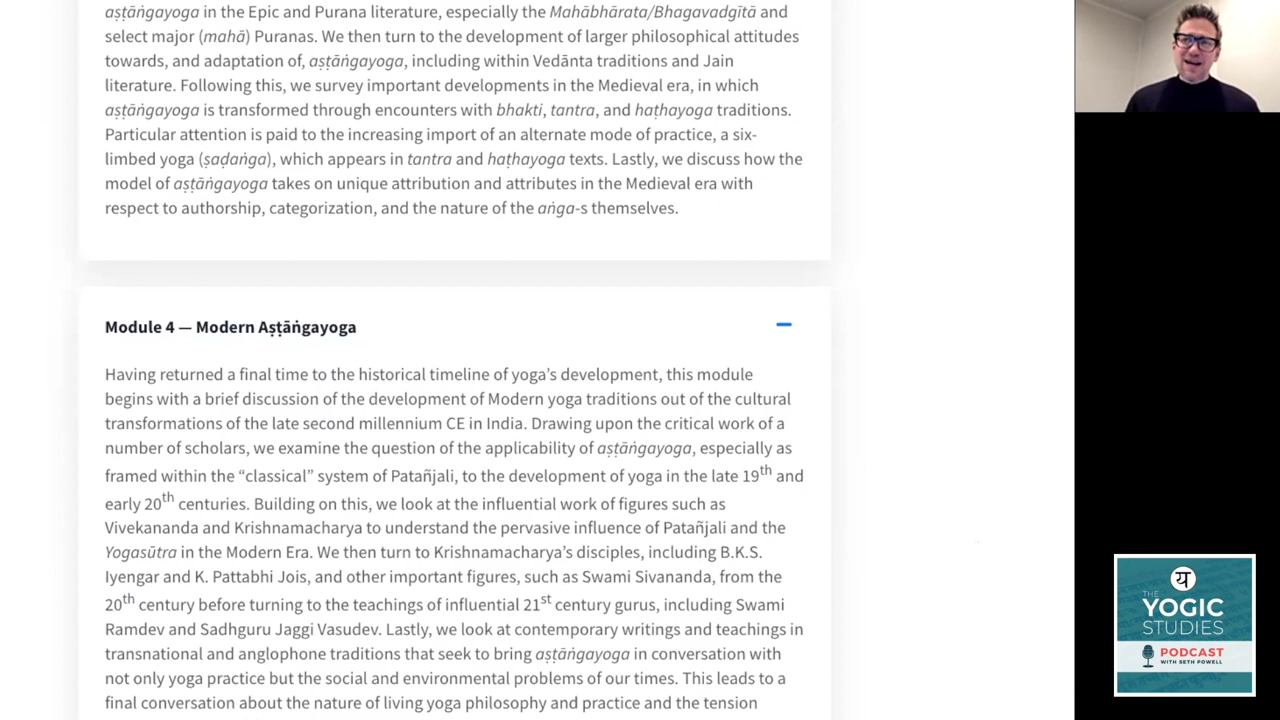 aṣṭāṅgayoga in the Epic and Purana literature, especially the Mahābhārata/Bhagavadgītā and
select major (mahā) Puranas. We then turn to the development of larger philosophical attitudes
towards, and adaptation of, aṣṭāṅgayoga, including within Vedānta traditions and Jain
literature. Following this, we survey important developments in the Medieval era, in which
aṣṭāṅgayoga is transformed through encounters with bhakti, tantra, and haṭhayoga traditions.
Particular attention is paid to the increasing import of an alternate mode of practice, a six-
limbed yoga (ṣaḍaṅga), which appears in tantra and haṭhayoga texts. Lastly, we discuss how the
model of aṣṭāṅgayoga takes on unique attribution and attributes in the Medieval era with
respect to authorship, categorization, and the nature of the aṅga-s themselves.
Module 4 — Modern Aṣṭāṅgayoga
Having returned a final time to the historical timeline of yoga’s development, this module
begins with a brief discussion of the development of Modern yoga traditions out of the cultural
transformations of the late second millennium CE in India. Drawing upon the critical work of a
number of scholars, we examine the question of the applicability of aṣṭāṅgayoga, especially as
framed within the “classical” system of Patañjali, to the development of yoga in the late 19th and
early 20th centuries. Building on this, we look at the influential work of figures such as
Vivekananda and Krishnamacharya to understand the pervasive influence of Patañjali and the
Yogasūtra in the Modern Era. We then turn to Krishnamacharya’s disciples, including B.K.S.
Iyengar and K. Pattabhi Jois, and other important figures, such as Swami Sivananda, from the
20th century before turning to the teachings of influential 21st century gurus, including Swami
Ramdev and Sadhguru Jaggi Vasudev. Lastly, we look at contemporary writings and teachings in
transnational and anglophone traditions that seek to bring aṣṭāṅgayoga in conversation with
not only yoga practice but the social and environmental problems of our times. This leads to a
final conversation about the nature of living yoga philosophy and practice and the tension
य
THE
YOGIC
STUDIES
PODCAST
WITH SETH POWELL